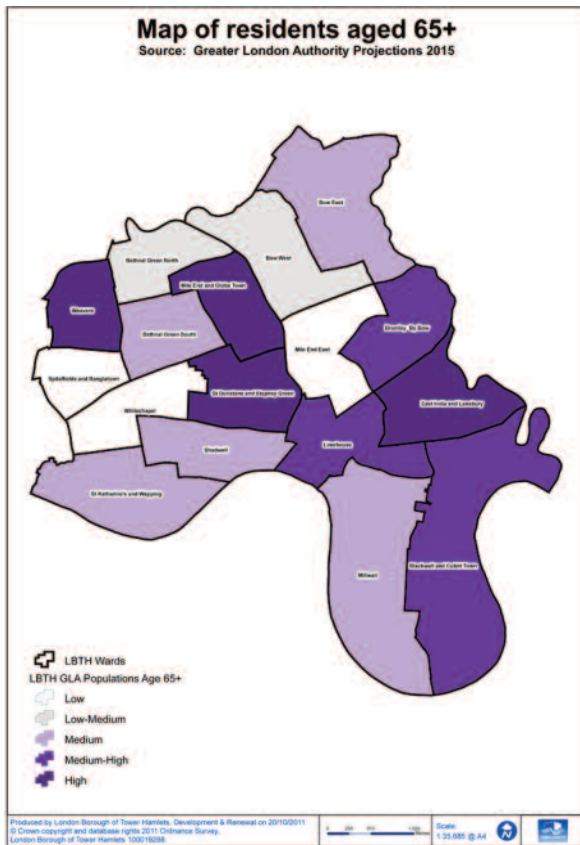 Map of residents aged 65+
Source: Greater London Authority Projections 2015
Bow East
Bethnal Green North
Bow West
Mile End and Globe Town
Weavers
Bethnal Green South
Bromley_By Bow
Mile End East
Spitalfields and Banglatown
St Dunstans and Stepney Green
East India and Lansbury
Whitechapel
Shadwell
Limehouse
St Katharine's and Wapping
Millwall
Blackwall and Cubitt Town
LBTH Wards
LBTH GLA Populations Age 65+
Low
Low-Medium
Medium
Medium-High
High
Produced by London Borough of Tower Hamlets, Development & Renewal on 20/10/2011
© Crown copyright and database rights 2011 Ordnance Survey,
London Borough of Tower Hamlets 100019288
0
Scale:
1:35,685 @ A4
N